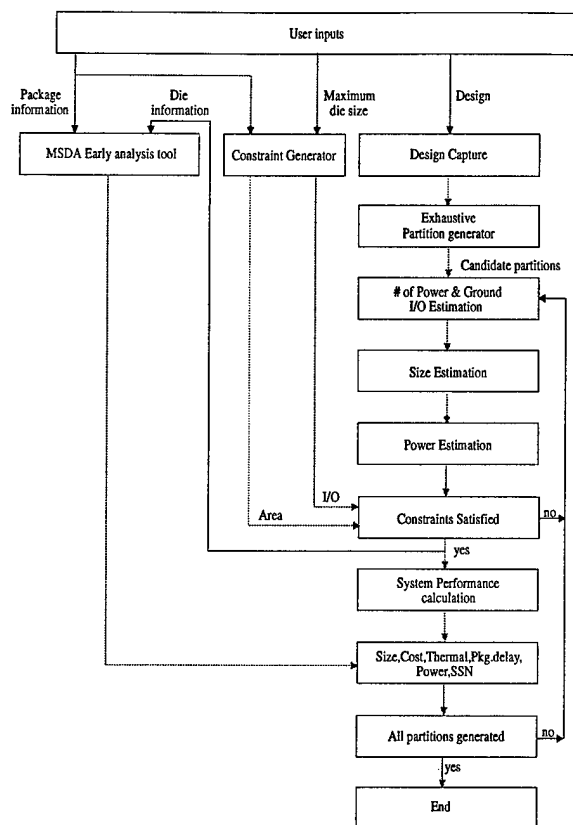 User inputs
Package
information
Die
information
Maximum
die size
Design
MSDA Early analysis tool
Constraint Generator
Design Capture
Exhaustive
Partition generator
Candidate partitions
# of Power & Ground
I/O Estimation
Size Estimation
Power Estimation
I/O
Area
Constraints Satisfied
no
yes
System Performance
calculation
Size,Cost,Thermal,Pkg.delay,
Power,SSN
All partitions generated
no
yes
End